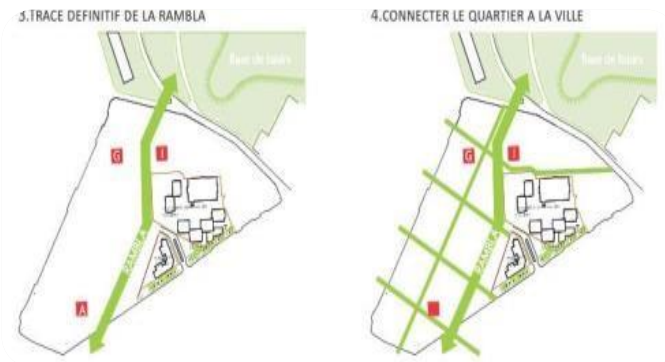 3.TRACE DEFINITIF DE LA RAMBLA
Base de loisirs
G
I
RAMBLA
A
4.CONNECTER LE QUARTIER A LA VILLE
Base de loisirs
G
I
RAMBLA